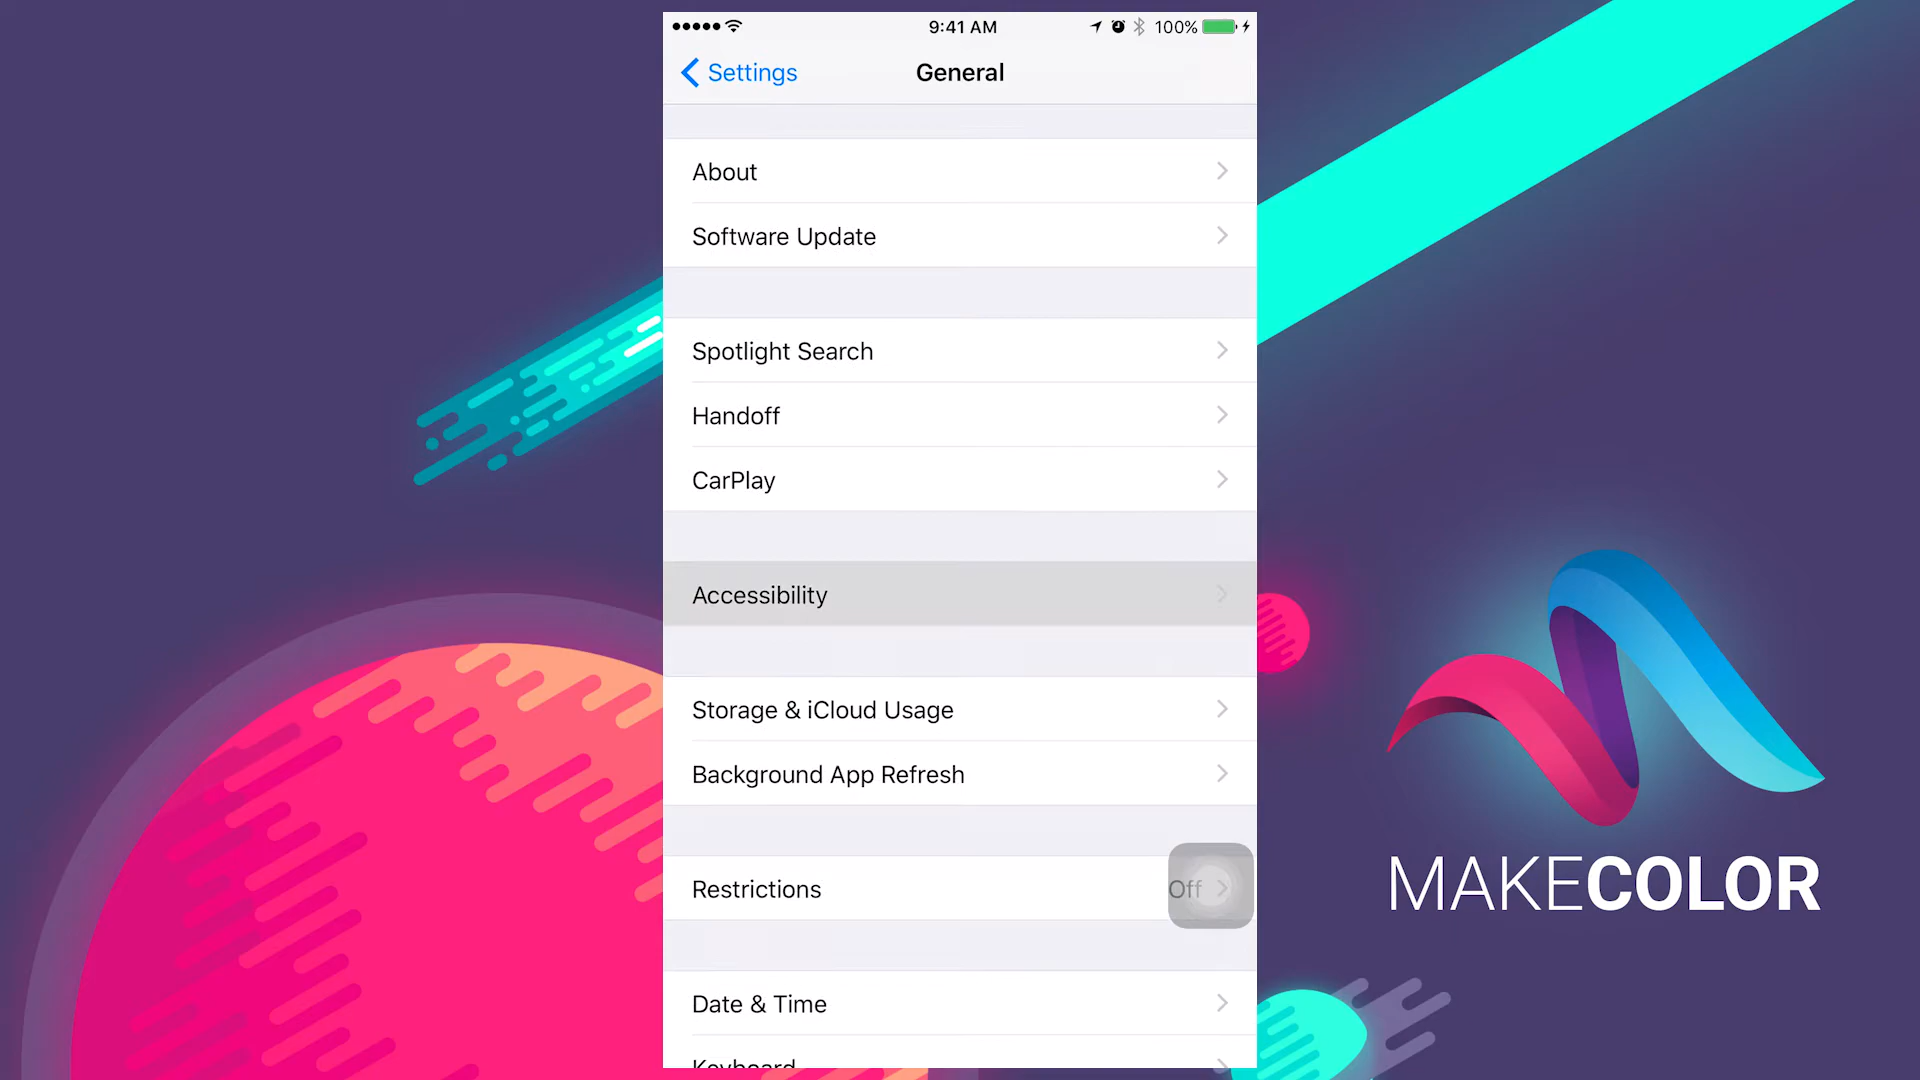 9:41 AM 100%
Settings General
About
Software Update
Spotlight Search
Handoff
CarPlay
Accessibility
Storage & iCloud Usage
Background App Refresh
Restrictions Off
Date & Time
Keyboard
MAKECOLOR